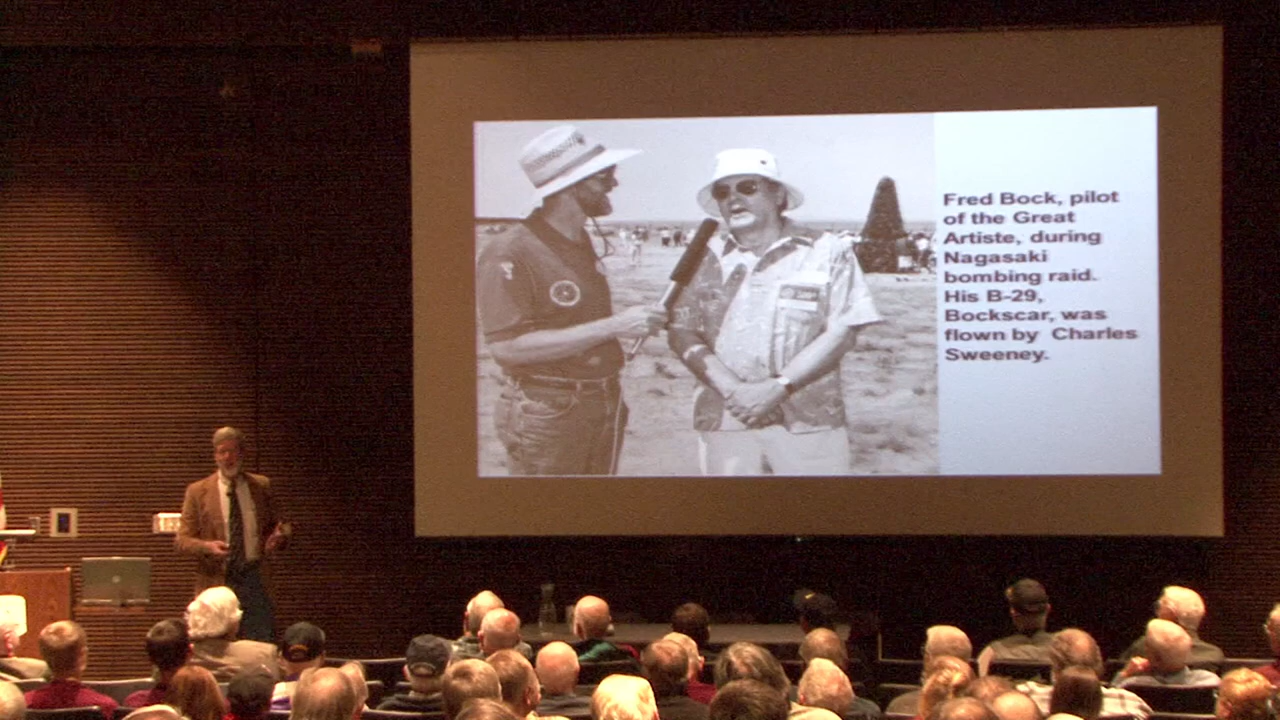 Fred Bock, pilot
of the Great
Artiste, during
Nagasaki
bombing raid.
His B-29,
Bockscar, was
flown by Charles
Sweeney.